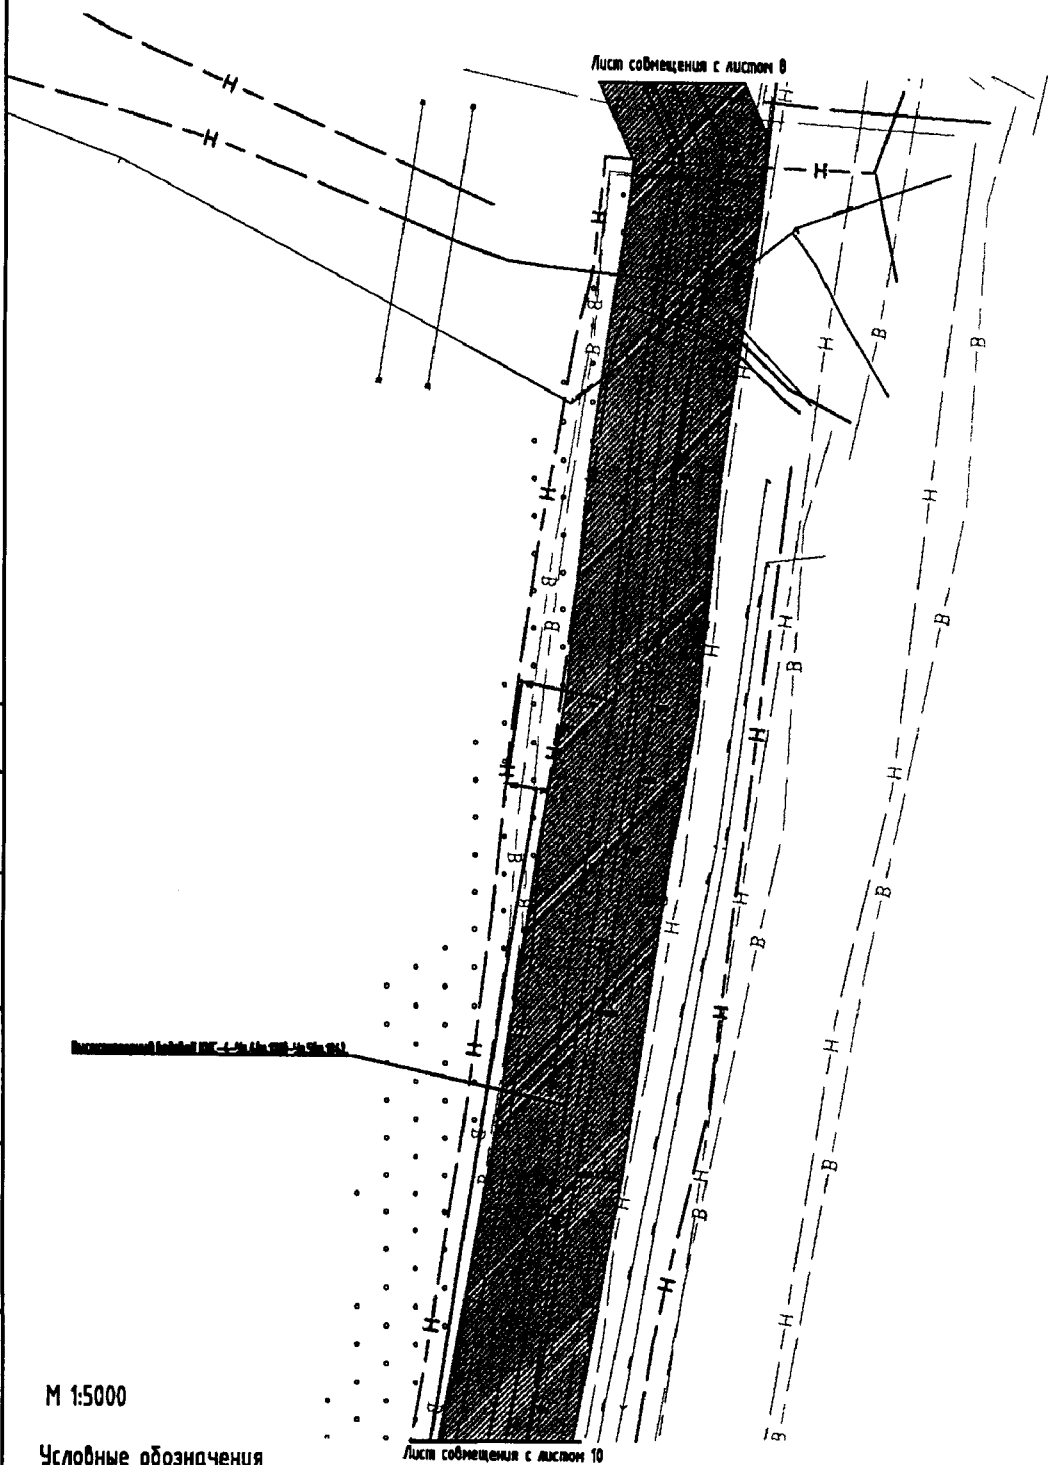 Лист совмещения с листом 8
Н
Н
Н
Н
Н
В
Н
В
В
В
Н
Н
Н
Н
В
В
Н
В
Н
В
Н
Н
Н
Н
В
Н
В
Н
В
Н
Н
Н
В
В
Н
В
Н
Н
В
Н
Н
Н
В
М 1:5000
Условные обозначения
Лист совмещения с листом 10